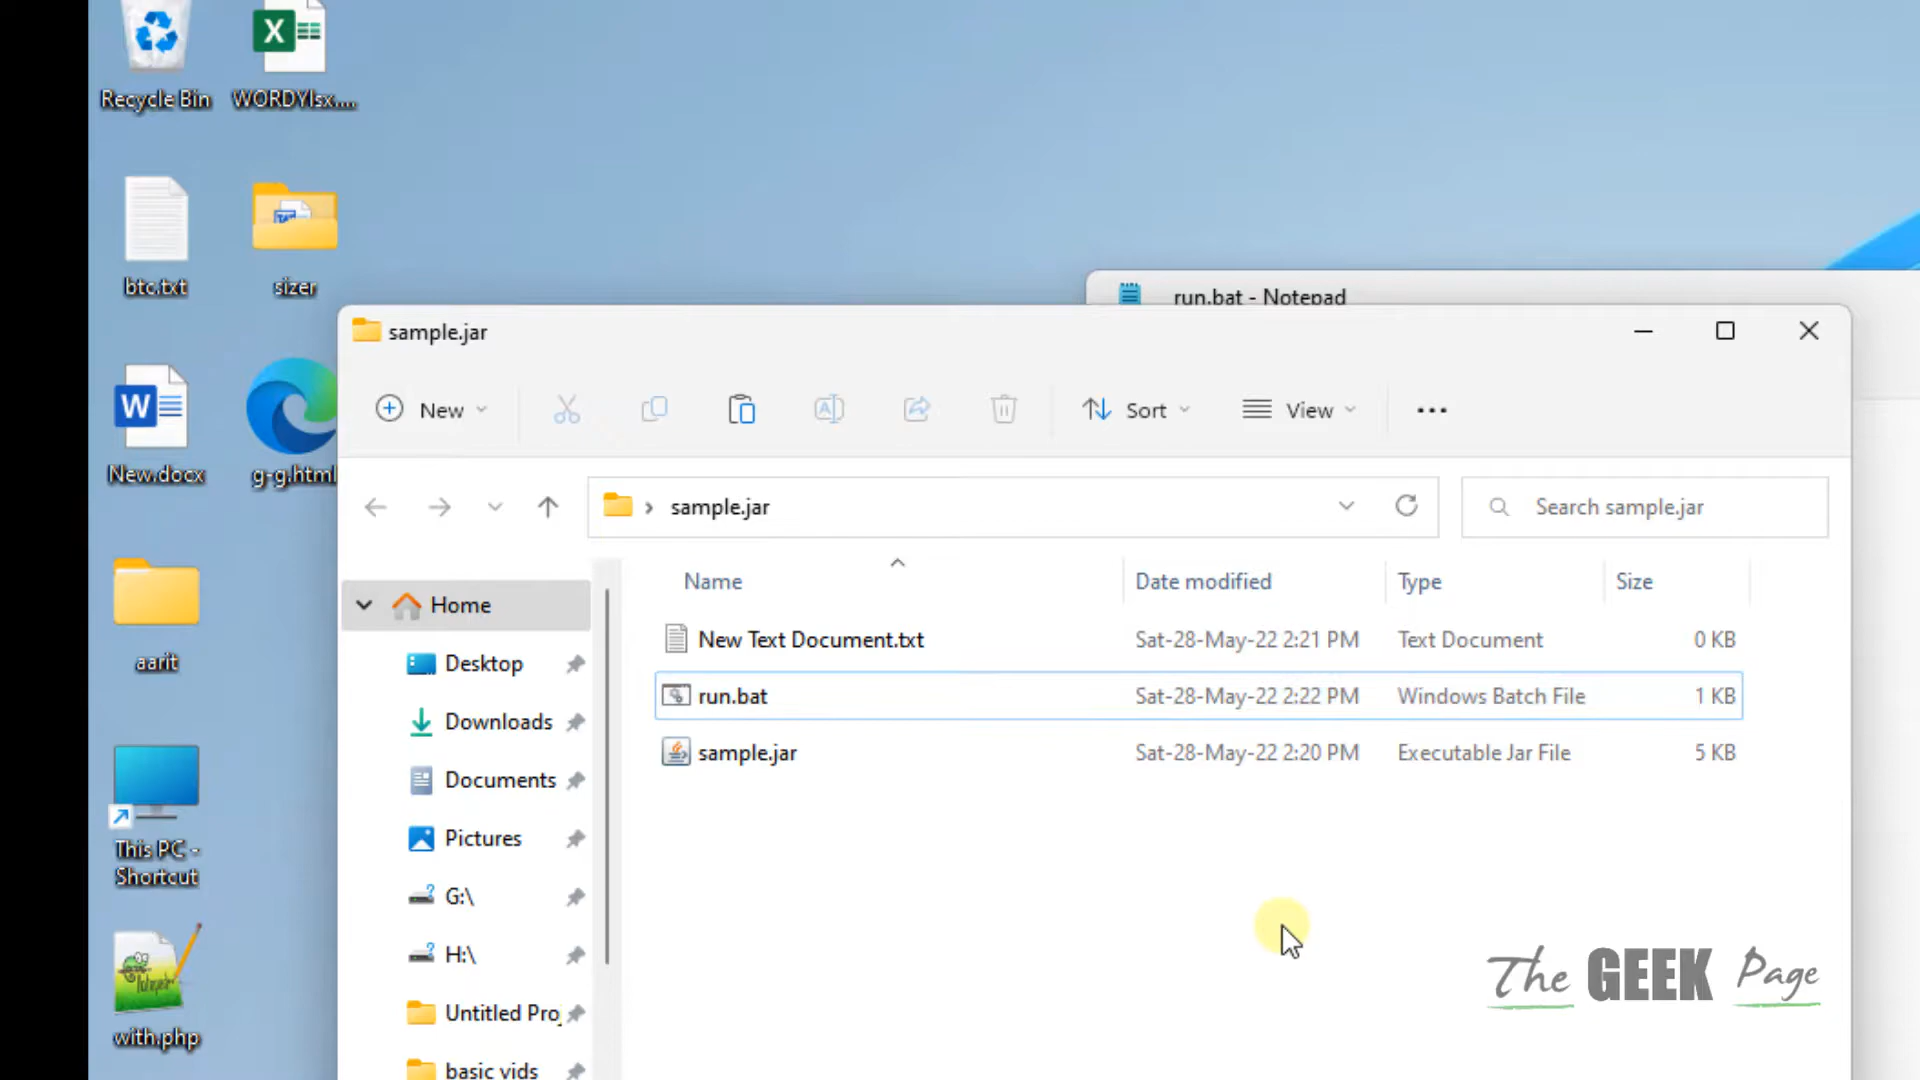 Recycle Bin
WORDYlsx....
btc.txt
sizer
New.docx
g-g.html
aarit
This PC -
Shortcut
with.php
run.bat - Notepad
sample.jar
New
Sort
View
sample.jar
Search sample.jar
Name
Date modified
Type
Size
Home
Desktop
Downloads
Documents
Pictures
G:\
H:\
Untitled Pro
basic vids
New Text Document.txt
Sat-28-May-22 2:21 PM
Text Document
0 KB
run.bat
Sat-28-May-22 2:22 PM
Windows Batch File
1 KB
sample.jar
Sat-28-May-22 2:20 PM
Executable Jar File
5 KB
The GEEK Page